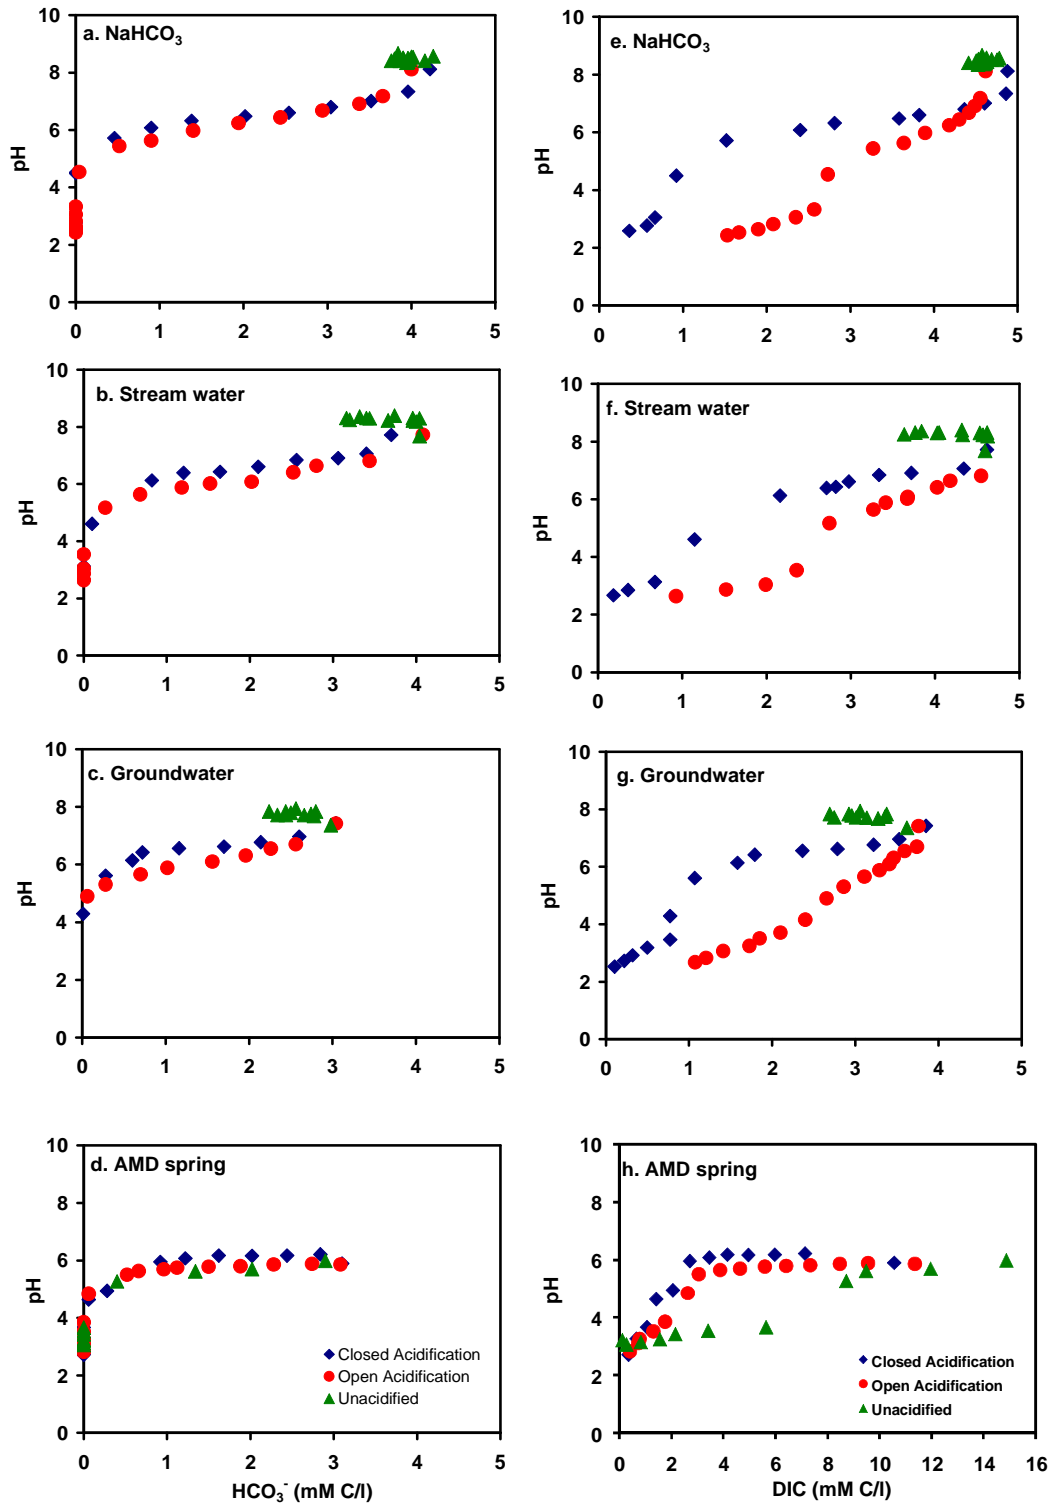 a. NaHCO3
10
8
6
4
2
0
pH
0 1 2 3 4 5
e. NaHCO3
10
8
6
4
2
0
pH
0 1 2 3 4 5
b. Stream water
10
8
6
4
2
0
pH
0 1 2 3 4 5
f. Stream water
10
8
6
4
2
0
pH
0 1 2 3 4 5
c. Groundwater
10
8
6
4
2
0
pH
0 1 2 3 4 5
g. Groundwater
10
8
6
4
2
0
pH
0 1 2 3 4 5
d. AMD spring
10
8
6
4
2
0
pH
Closed Acidification
Open Acidification
Unacidified
0 1 2 3 4 5
HCO3- (mM C/l)
h. AMD spring
10
8
6
4
2
0
pH
Closed Acidification
Open Acidification
Unacidified
0 2 4 6 8 10 12 14 16
DIC (mM C/l)